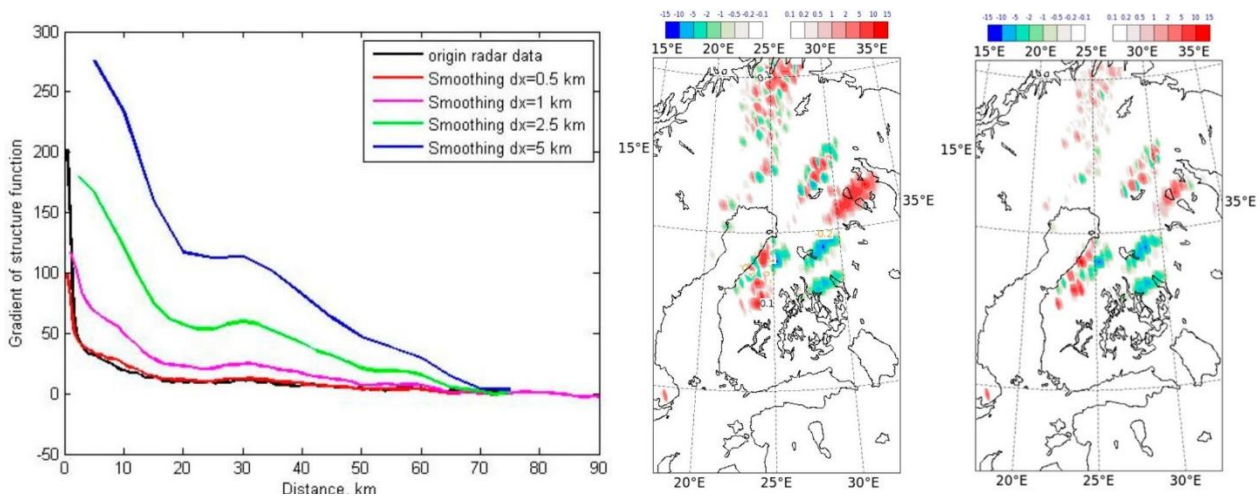 300
250
200
150
100
50
0
-50
0 10 20 30 40 50 60 70 80 90
Gradient of structure function
Distance, km
origin radar data
Smoothing dx=0.5 km
Smoothing dx=1 km
Smoothing dx=2.5 km
Smoothing dx=5 km
-15 -10 -5 -2 -1 -0.5 -0.2 -0.1 0.1 0.2 0.5 1 2 5 10 15
15°E 20°E 25°E 30°E 35°E
15°E
35°E
-0.2
0.1
20°E 25°E 30°E
-15 -10 -5 -2 -1 -0.5 -0.2 -0.1 0.1 0.2 0.5 1 2 5 10 15
15°E 20°E 25°E 30°E 35°E
15°E
35°E
20°E 25°E 30°E